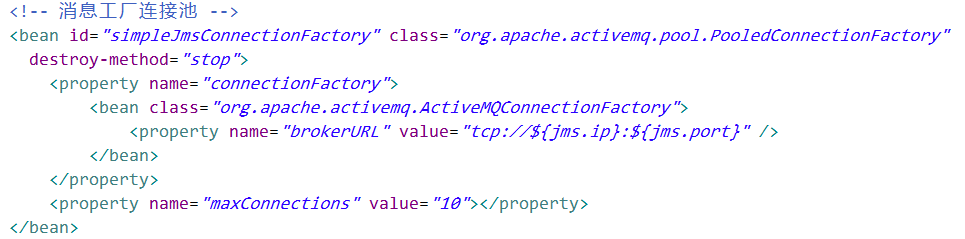 <!-- 消息工厂连接池 -->
<bean id="simpleJmsConnectionFactory" class="org.apache.activemq.pool.PooledConnectionFactory"
destroy-method="stop">
<property name="connectionFactory">
<bean class="org.apache.activemq.ActiveMQConnectionFactory">
<property name="brokerURL" value="tcp://${jms.ip}:${jms.port}" />
</bean>
</property>
<property name="maxConnections" value="10"></property>
</bean>